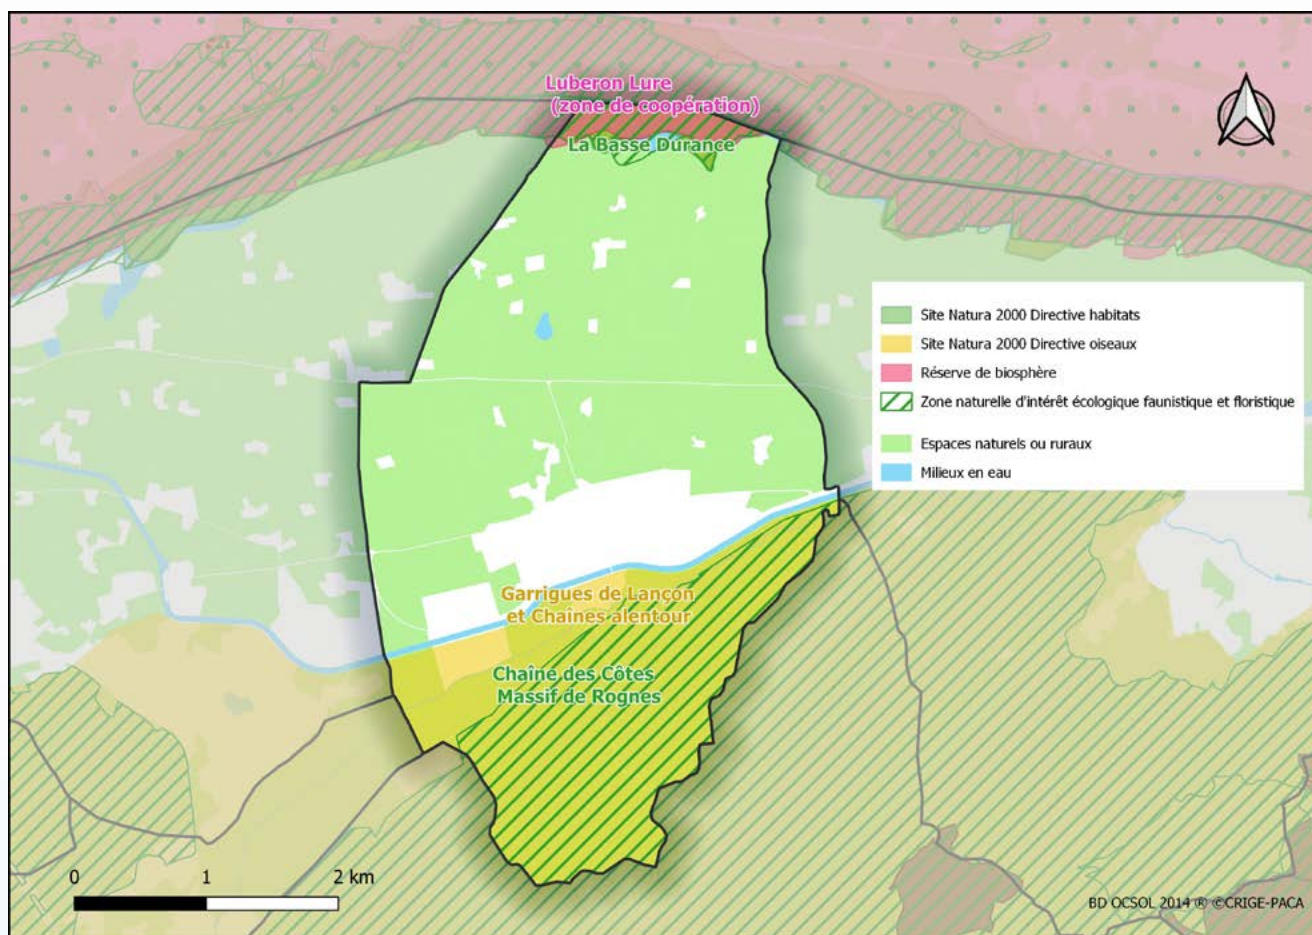 Luberon Lure
(zone de coopération)
La Basse Durance
Site Natura 2000 Directive habitats
Site Natura 2000 Directive oiseaux
Réserve de biosphère
Zone naturelle d'intérêt écologique faunistique et floristique
Espaces naturels ou ruraux
Milieux en eau
Garrigues de Lançon
et Chaînes alentour
Chaîne des Côtes
Massif de Rognes
0 1 2 km
BD OCSOL 2014 ® ©CRIGE-PACA